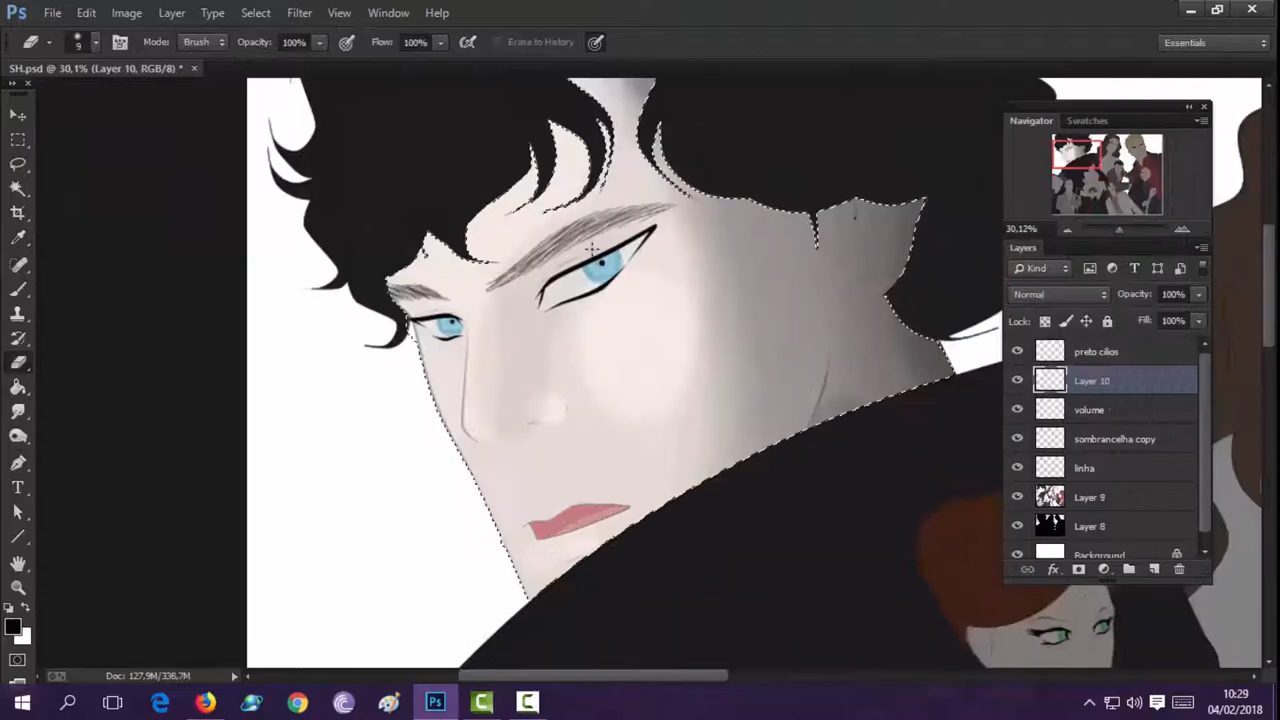 Ps File Edit Image Layer Type Select Filter View Window Help
9 Mode: Brush Opacity: 100% Flow: 100% Erase to History Essentials
SH.psd @ 30,1% (Layer 10, RGB/8) * ×
Navigator Swatches
30,12%
Layers
Kind
Normal Opacity: 100%
Lock: Fill: 100%
preto cilios
Layer 10
volume
sombrancelha copy
linha
Layer 9
Layer 8
Background
Doc: 127,9M/336,7M
10:29
04/02/2018